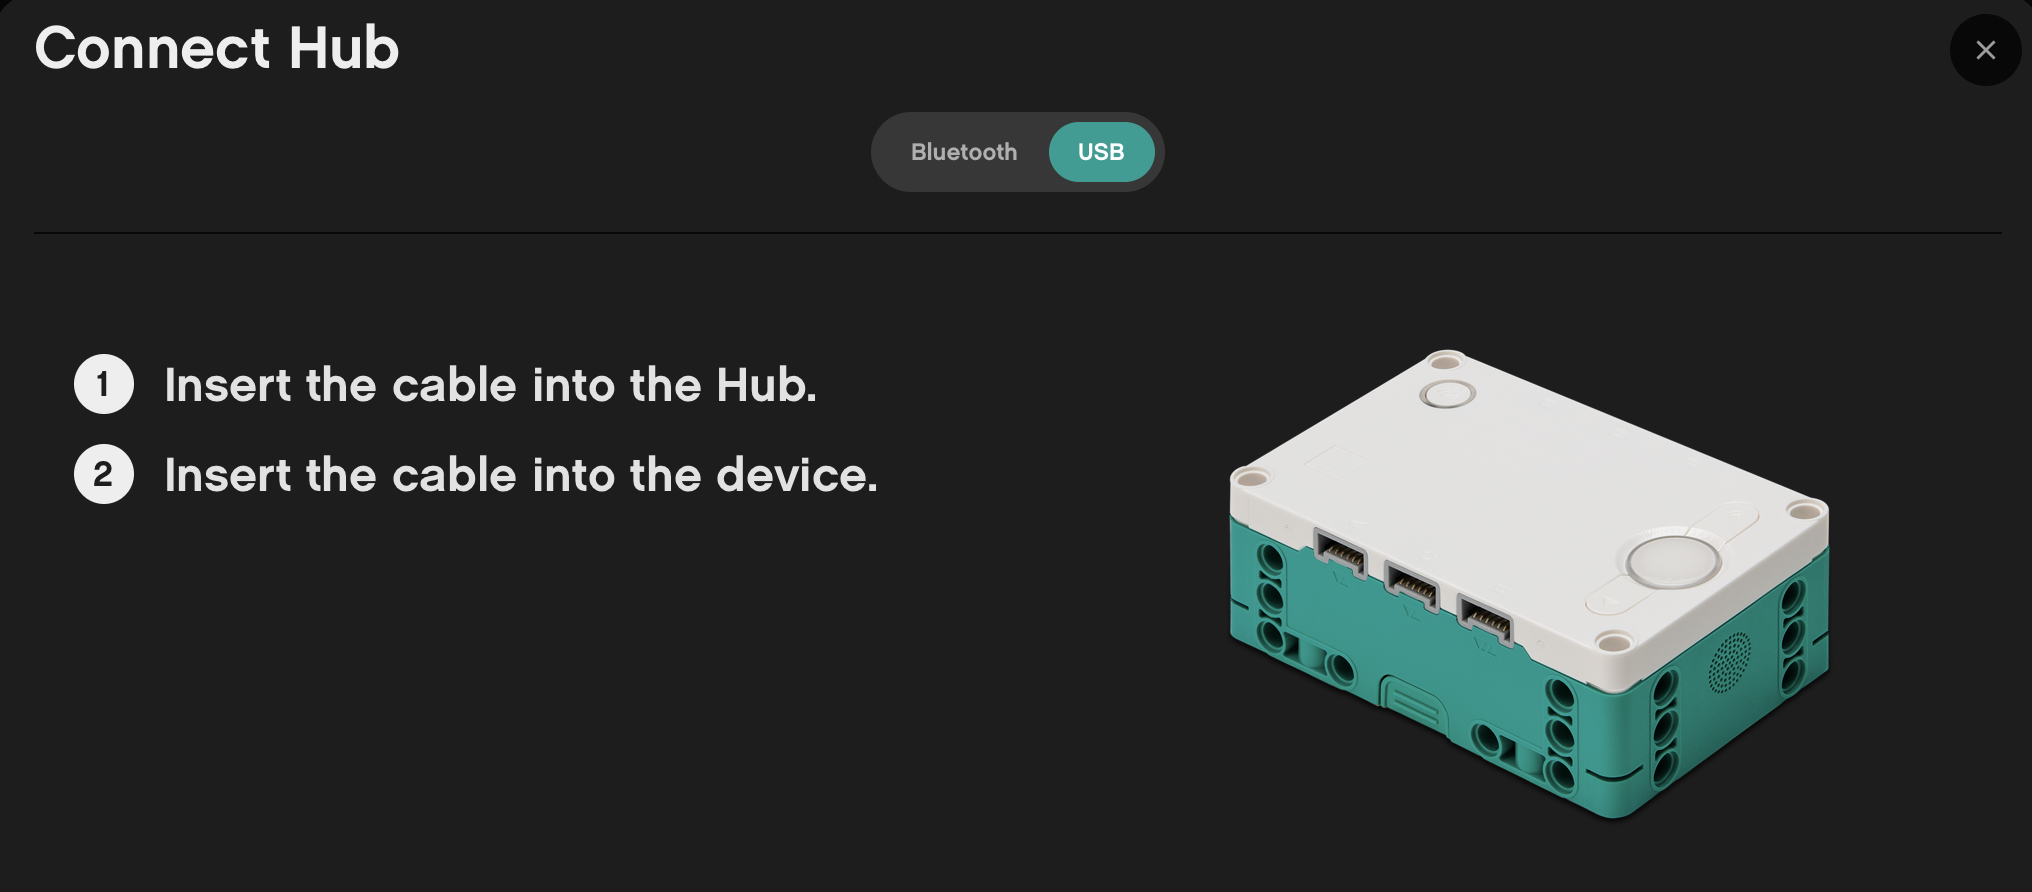 Connect Hub
Bluetooth
USB
1 Insert the cable into the Hub.
2 Insert the cable into the device.